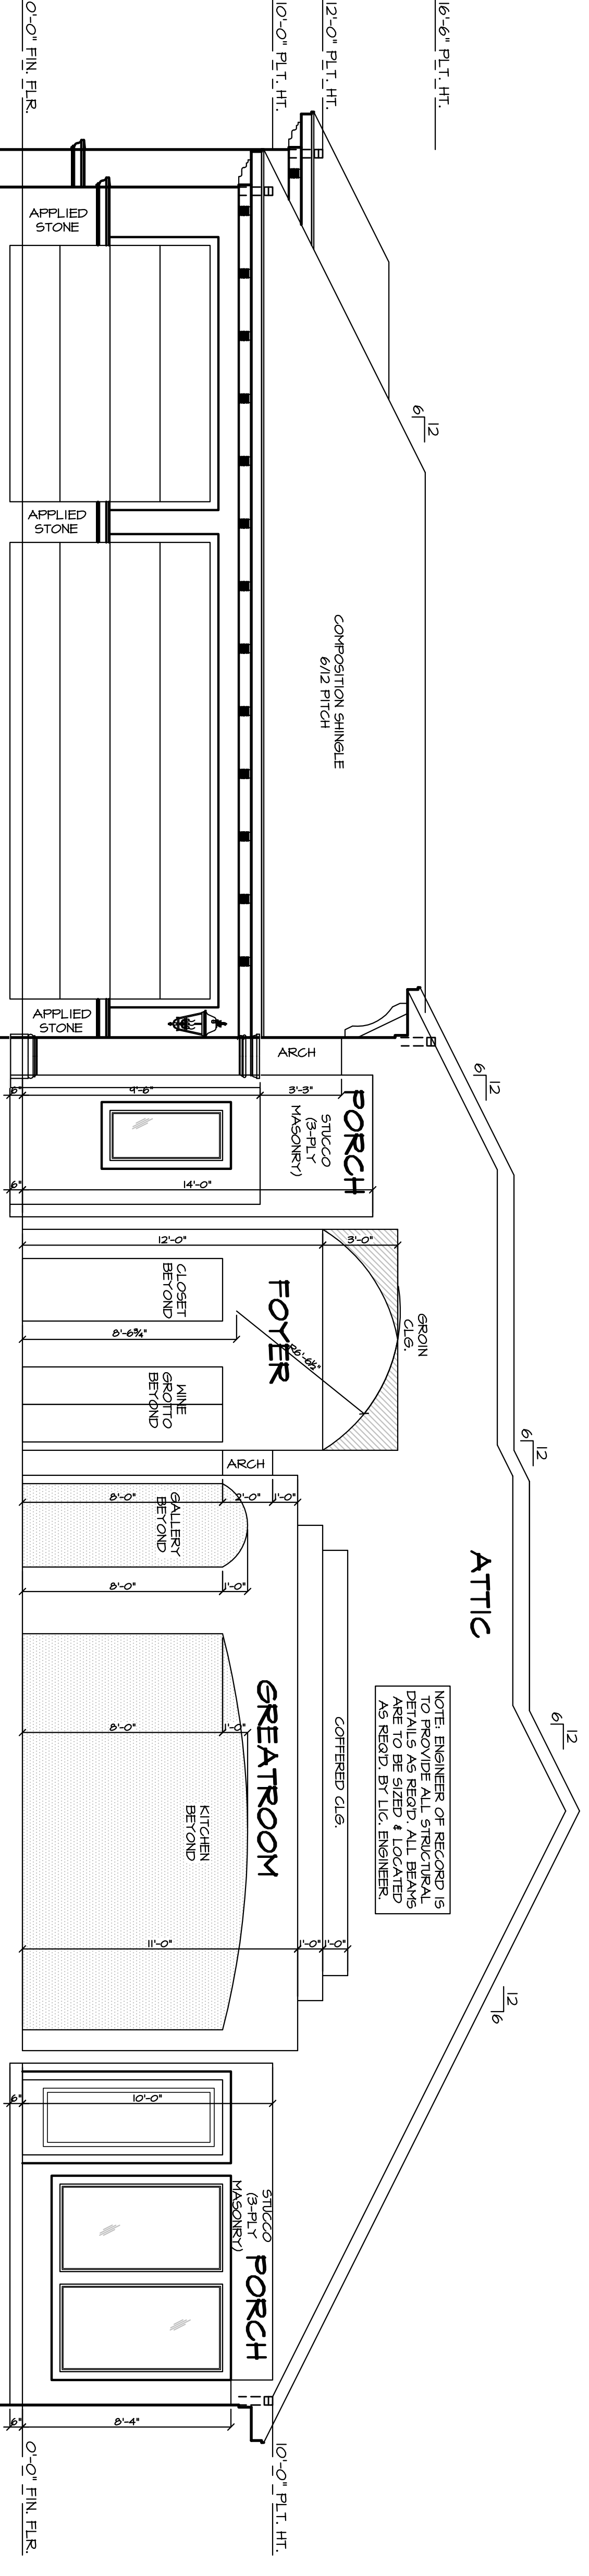 16'-6" PLT. HT.
12'-0" PLT. HT.
10'-0" PLT. HT.
0'-0" FIN. FLR.
APPLIED
STONE
12
6
APPLIED
STONE
COMPOSITION SHINGLE
6/12 PITCH
APPLIED
STONE
ARCH
12
6
PORCH
STUCCO
(3-PLY
MASONRY)
3'-3"
9'-6"
6"
14'-0"
6"
12'-0"
3'-0"
GROIN
CLG.
FOYER
CLOSET
BEYOND
8'-6¾"
R6'-6½"
WINE
GROTTO
BEYOND
12
6
ARCH
8'-0"
2'-0"
1'-0"
GALLERY
BEYOND
8'-0"
1'-0"
ATTIC
NOTE: ENGINEER OF RECORD IS
TO PROVIDE ALL STRUCTURAL
DETAILS AS REQ'D. ALL BEAMS
ARE TO BE SIZED & LOCATED
AS REQ'D. BY LIC. ENGINEER.
12
6
COFFERED CLG.
GREATROOM
8'-0"
1'-0"
KITCHEN
BEYOND
11'-0"
1'-0"
1'-0"
12
6
10'-0"
6"
STUCCO
(3-PLY
MASONRY)
PORCH
8'-4"
6"
10'-0" PLT. HT.
0'-0" FIN. FLR.